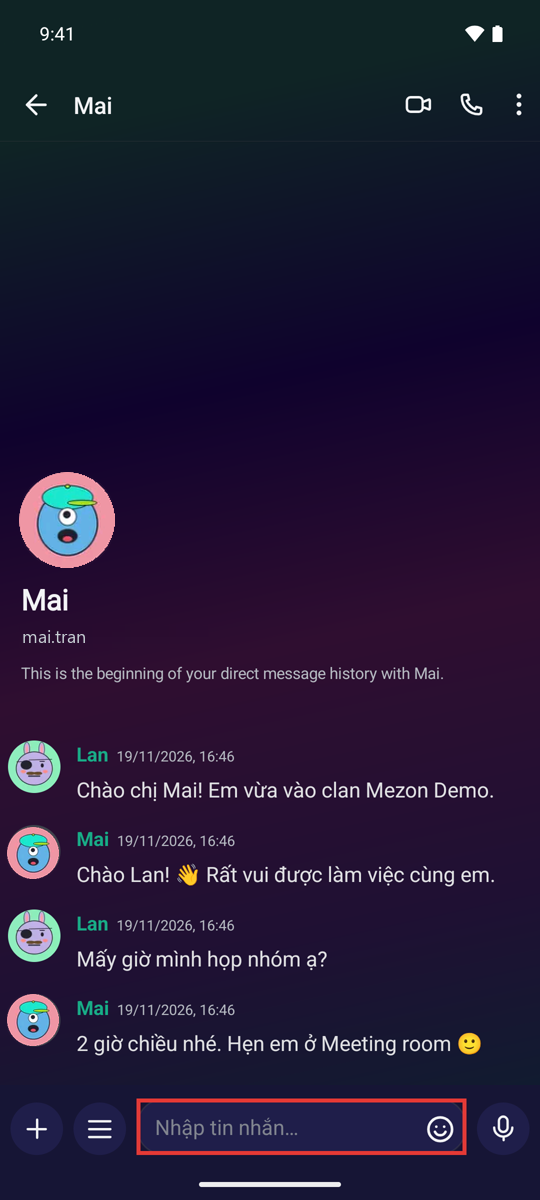 9:41
Mai
Mai
mai.tran
This is the beginning of your direct message history with Mai.
Lan 19/11/2026, 16:46
Chào chị Mai! Em vừa vào clan Mezon Demo.
Mai 19/11/2026, 16:46
Chào Lan! 👋 Rất vui được làm việc cùng em.
Lan 19/11/2026, 16:46
Mấy giờ mình họp nhóm ạ?
Mai 19/11/2026, 16:46
2 giờ chiều nhé. Hẹn em ở Meeting room 🙂
Nhập tin nhắn...